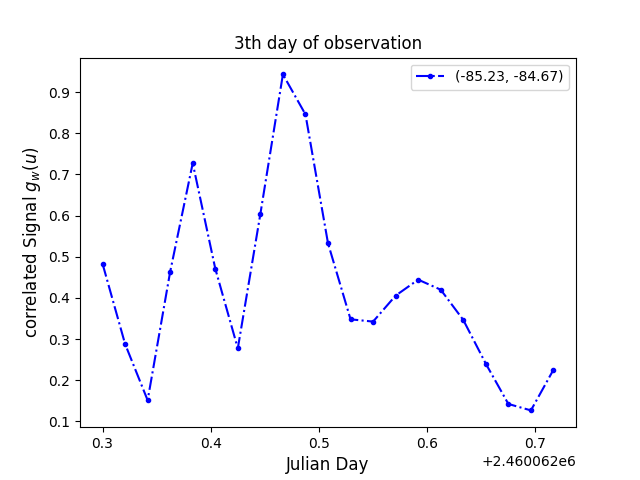 3th day of observation
(-85.23, -84.67)
correlated Signal g_w(u)
0.9
0.8
0.7
0.6
0.5
0.4
0.3
0.2
0.1
0.3 0.4 0.5 0.6 0.7
Julian Day
+2.460062e6